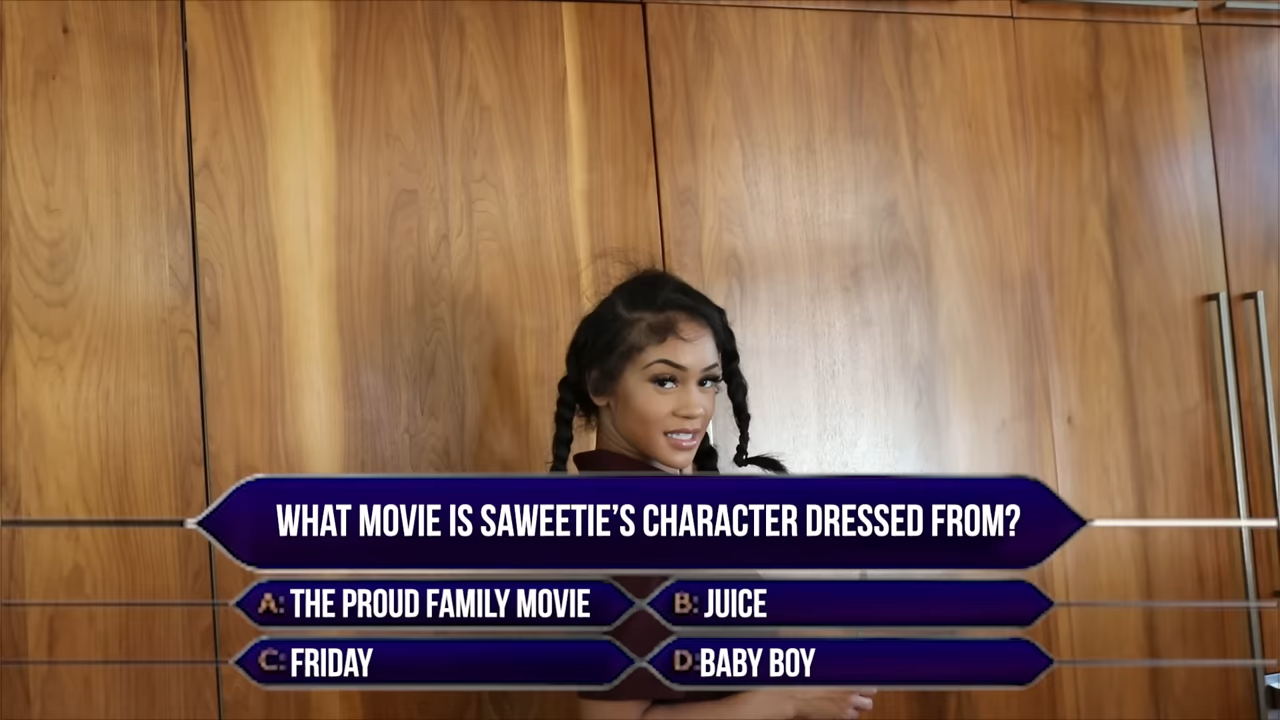 WHAT MOVIE IS SAWEETIE'S CHARACTER DRESSED FROM?
A: THE PROUD FAMILY MOVIE
B: JUICE
C: FRIDAY
D: BABY BOY